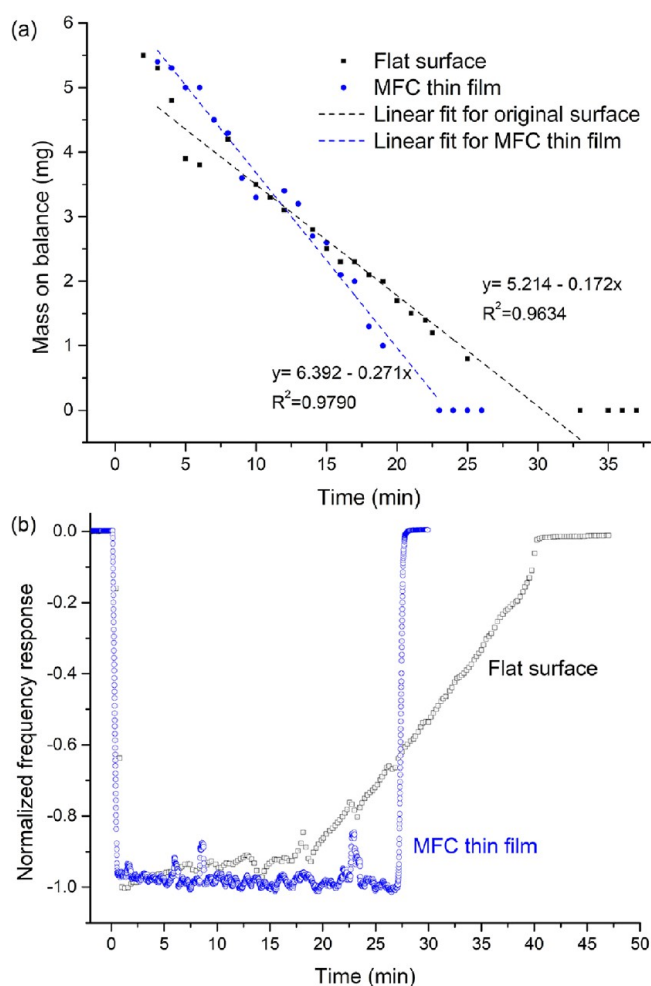 (a)
6
5
4
3
2
1
0
Mass on balance (mg)
Flat surface
MFC thin film
Linear fit for original surface
Linear fit for MFC thin film
y= 5.214 - 0.172x
R²=0.9634
y= 6.392 - 0.271x
R²=0.9790
0 5 10 15 20 25 30 35
Time (min)
(b)
0.0
-0.2
-0.4
-0.6
-0.8
-1.0
Normalized frequency response
Flat surface
MFC thin film
0 5 10 15 20 25 30 35 40 45 50
Time (min)